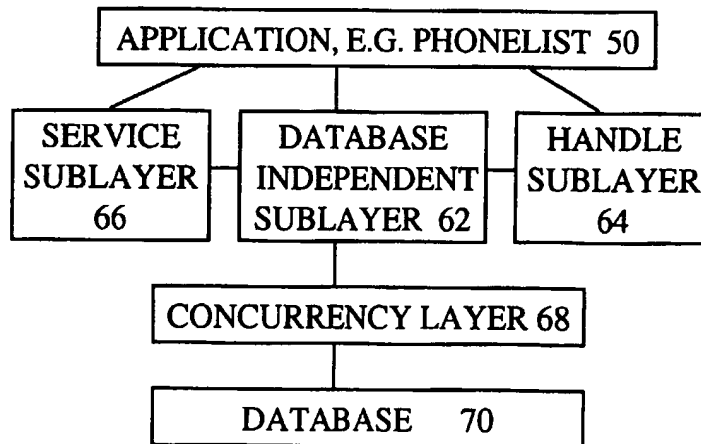 APPLICATION, E.G. PHONELIST 50
SERVICE
SUBLAYER
66
DATABASE
INDEPENDENT
SUBLAYER 62
HANDLE
SUBLAYER
64
CONCURRENCY LAYER 68
DATABASE 70